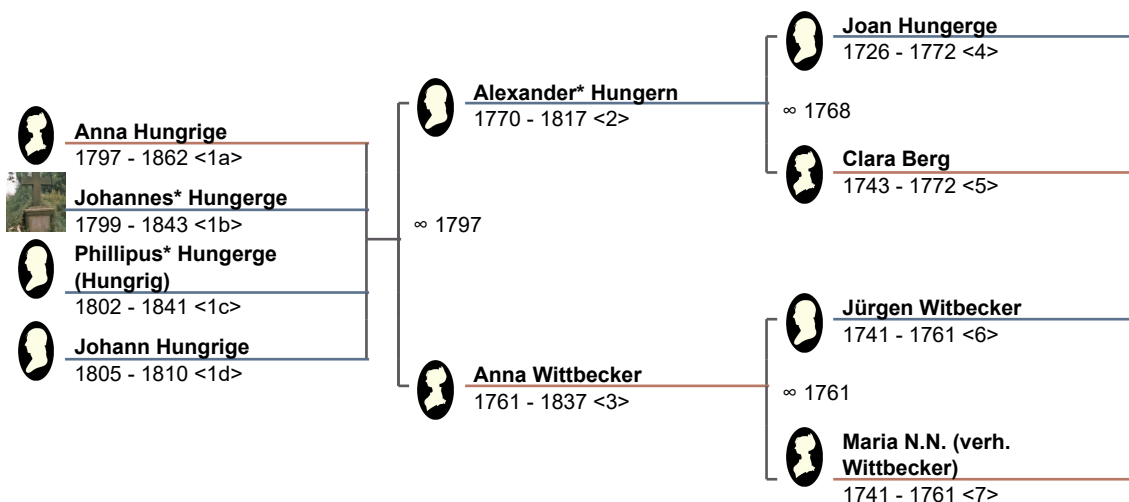 Anna Hungrige
1797 - 1862 <1a>
Johannes* Hungerge
1799 - 1843 <1b>
Phillipus* Hungerge
(Hungrig)
1802 - 1841 <1c>
Johann Hungrige
1805 - 1810 <1d>
Alexander* Hungern
1770 - 1817 <2>
∞ 1797
Anna Wittbecker
1761 - 1837 <3>
Joan Hungerge
1726 - 1772 <4>
∞ 1768
Clara Berg
1743 - 1772 <5>
Jürgen Witbecker
1741 - 1761 <6>
∞ 1761
Maria N.N. (verh.
Wittbecker)
1741 - 1761 <7>